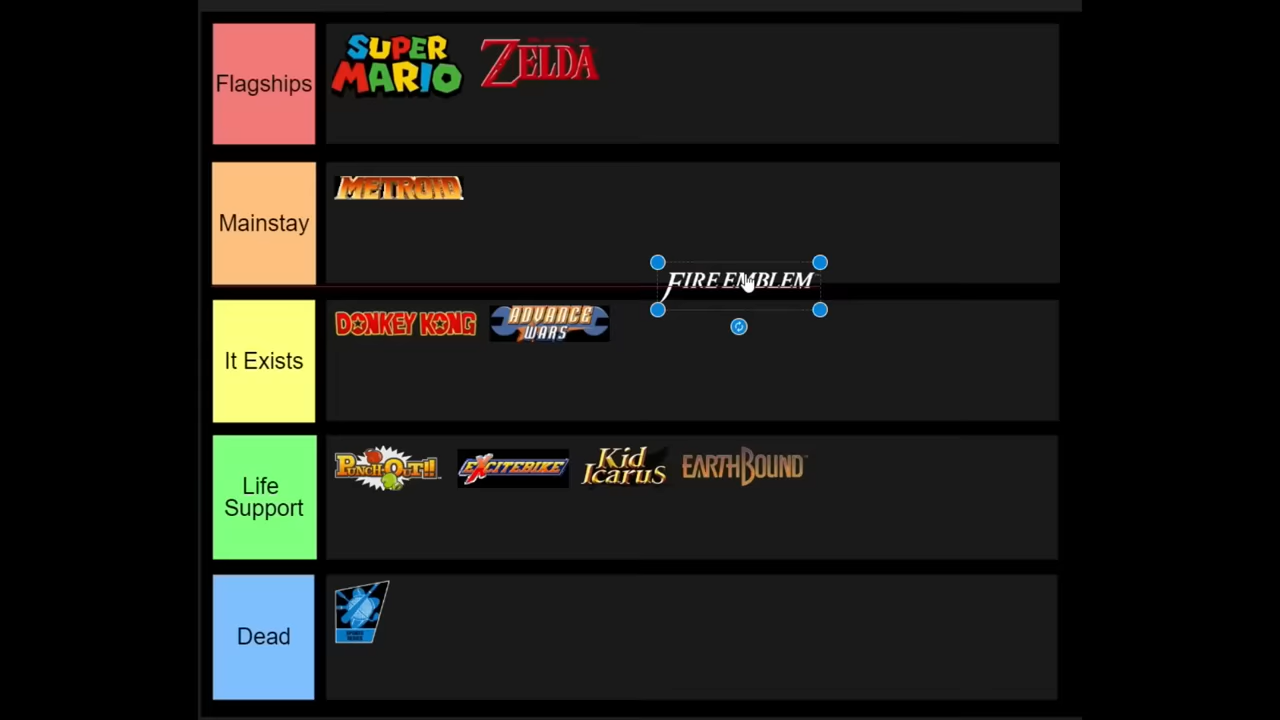 Flagships
SUPER
MARIO
ZELDA
Mainstay
METROID
FIRE EMBLEM
It Exists
DONKEY KONG
ADVANCE
WARS
Life
Support
PUNCH-OUT!!
EXCITEBIKE
Kid
Icarus
EARTHBOUND
Dead